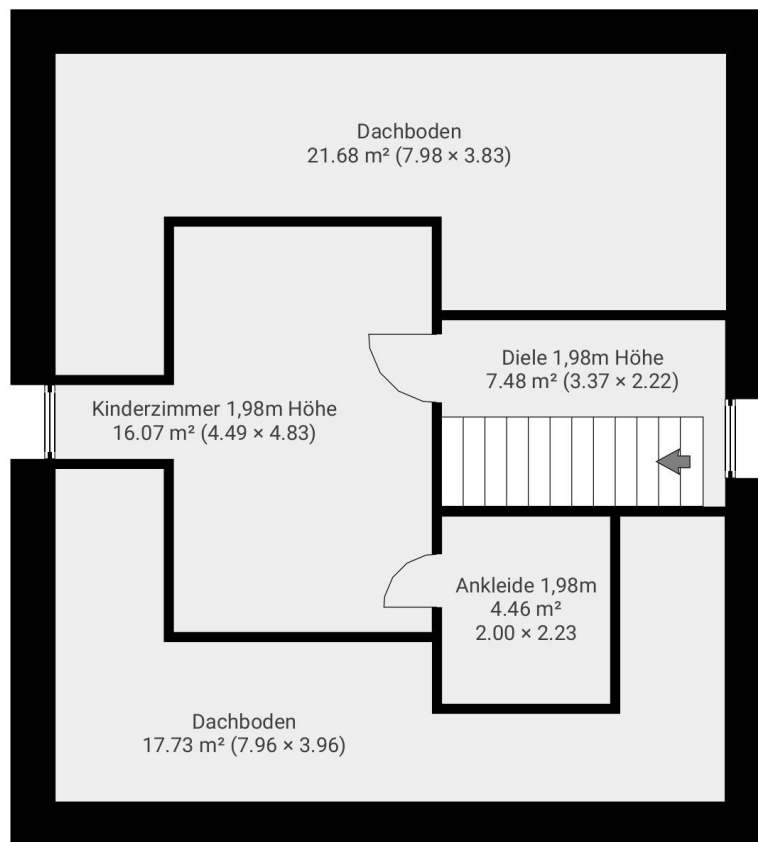 Dachboden
21.68 m² (7.98 × 3.83)
Diele 1,98m Höhe
7.48 m² (3.37 × 2.22)
Kinderzimmer 1,98m Höhe
16.07 m² (4.49 × 4.83)
Ankleide 1,98m
4.46 m²
2.00 × 2.23
Dachboden
17.73 m² (7.96 × 3.96)